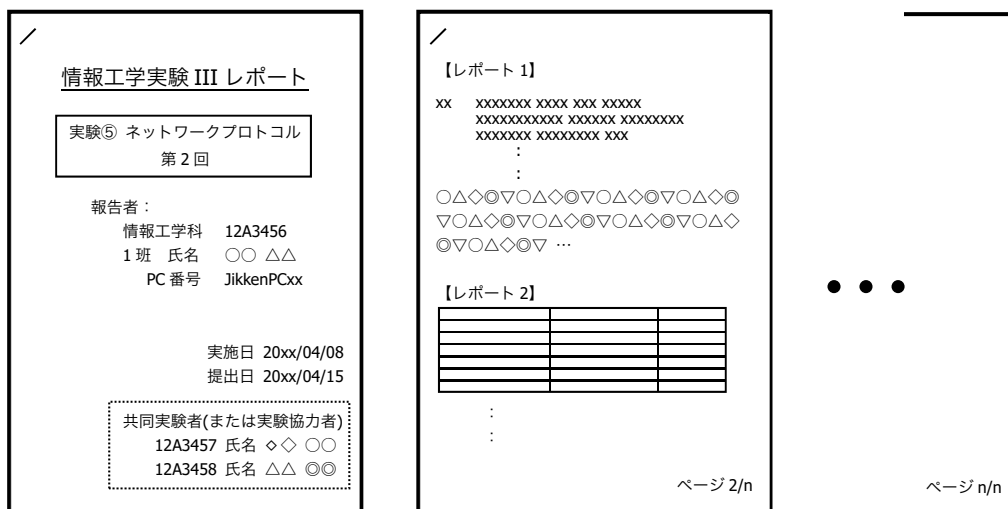 情報工学実験 III レポート
実験⑤ ネットワークプロトコル
第 2 回
報告者：
情報工学科 12A3456
1 班 氏名 ○○ △△
PC 番号 JikkenPCxx
実施日 20xx/04/08
提出日 20xx/04/15
共同実験者(または実験協力者)
12A3457 氏名 ◇◇ ○○
12A3458 氏名 △△ ◎◎
【レポート 1】
xx xxxxxxx xxxx xxx xxxxx
xxxxxxxxxxx xxxxxx xxxxxxxx
xxxxxxx xxxxxxxx xxx
：
：
○△◇◎▽○△◇◎▽○△◇◎▽○△◇◎
▽○△◇◎▽○△◇◎▽○△◇◎▽○△◇
◎▽○△◇◎▽ …
【レポート 2】
：
：
ページ 2/n
● ● ●
ページ n/n